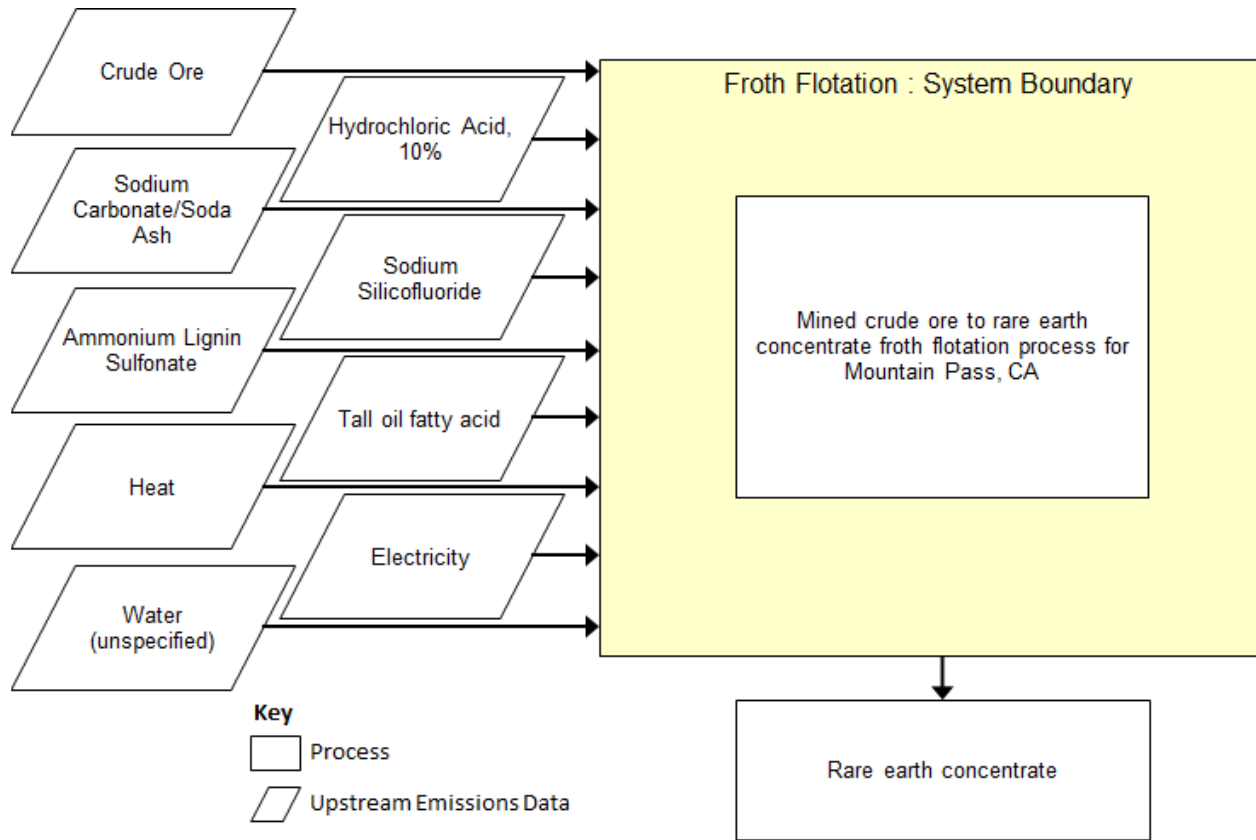 Crude Ore
Froth Flotation : System Boundary
Hydrochloric Acid,
10%
Sodium
Carbonate/Soda
Ash
Sodium
Silicofluoride
Mined crude ore to rare earth
concentrate froth flotation process for
Mountain Pass, CA
Ammonium Lignin
Sulfonate
Tall oil fatty acid
Heat
Electricity
Water
(unspecified)
Key
Process
Upstream Emissions Data
Rare earth concentrate